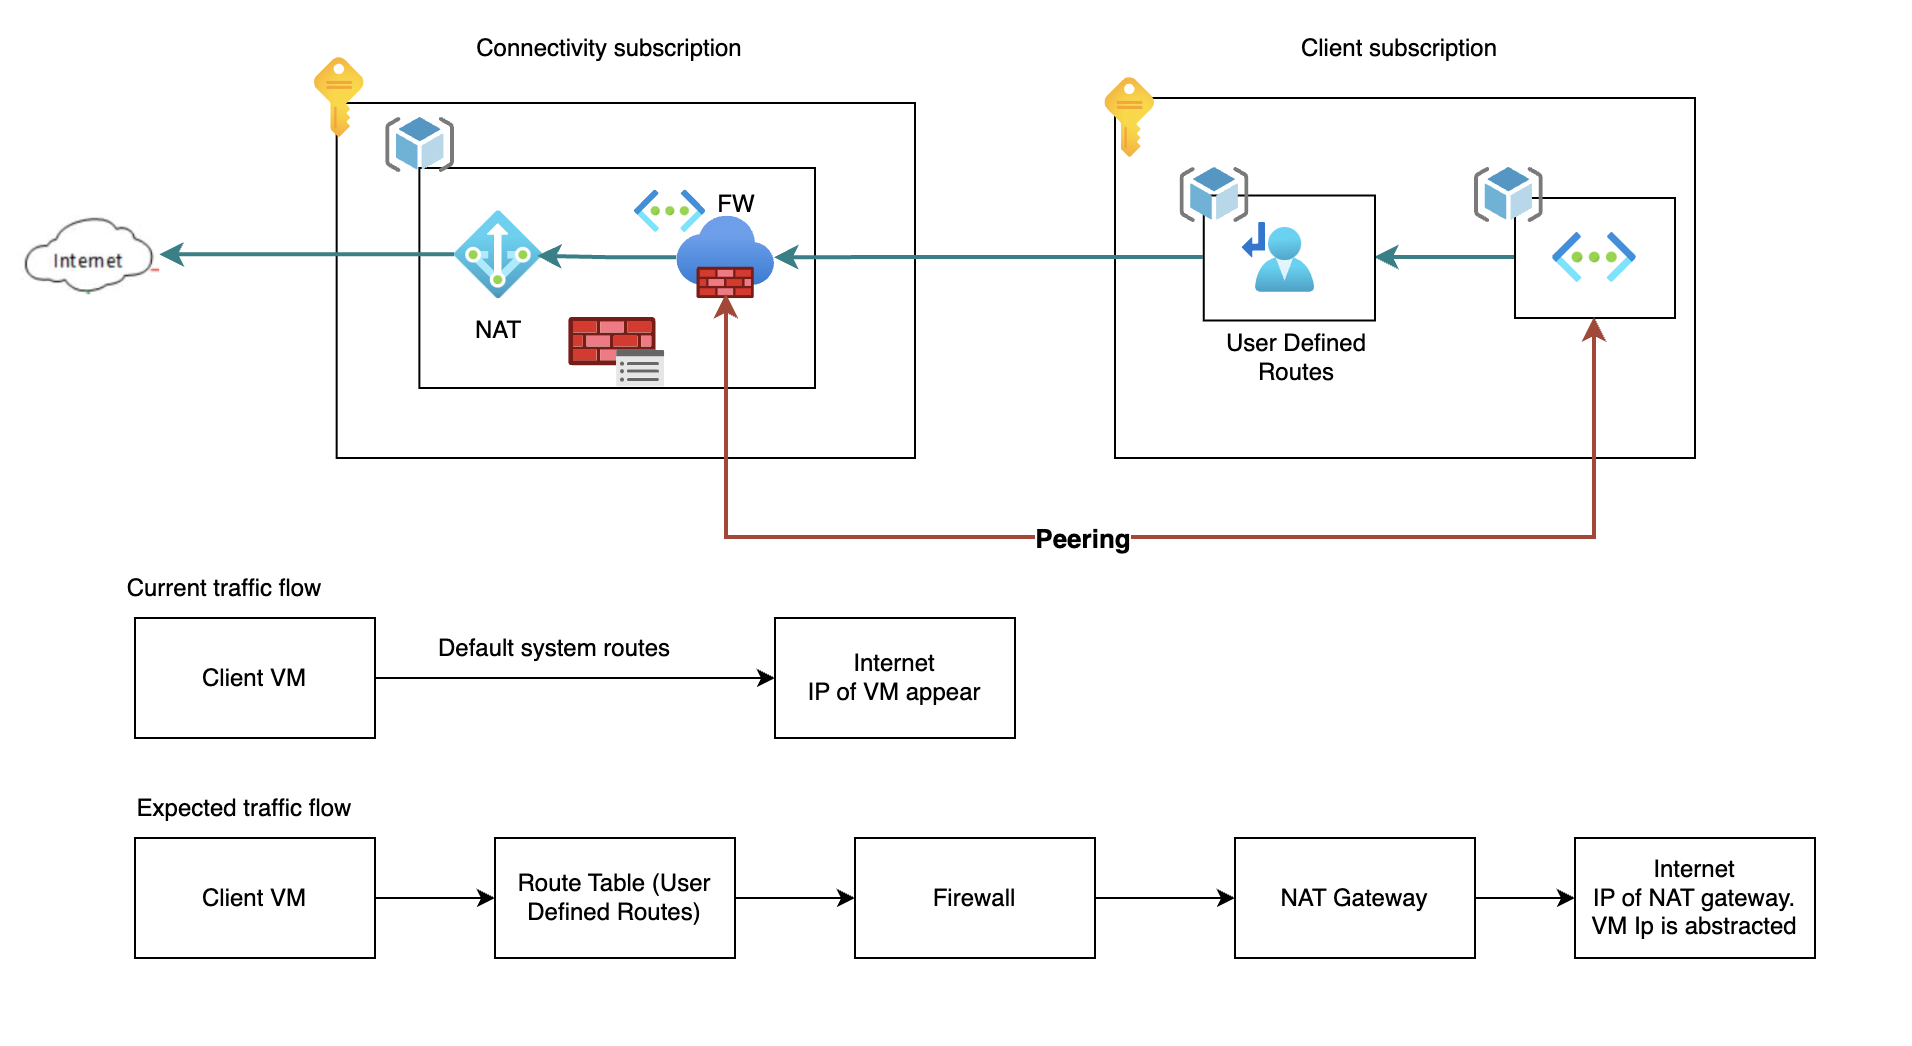 Connectivity subscription
Client subscription
FW
Internet
NAT
User Defined
Routes
Peering
Current traffic flow
Client VM
Default system routes
Internet
IP of VM appear
Expected traffic flow
Client VM
Route Table (User
Defined Routes)
Firewall
NAT Gateway
Internet
IP of NAT gateway.
VM Ip is abstracted